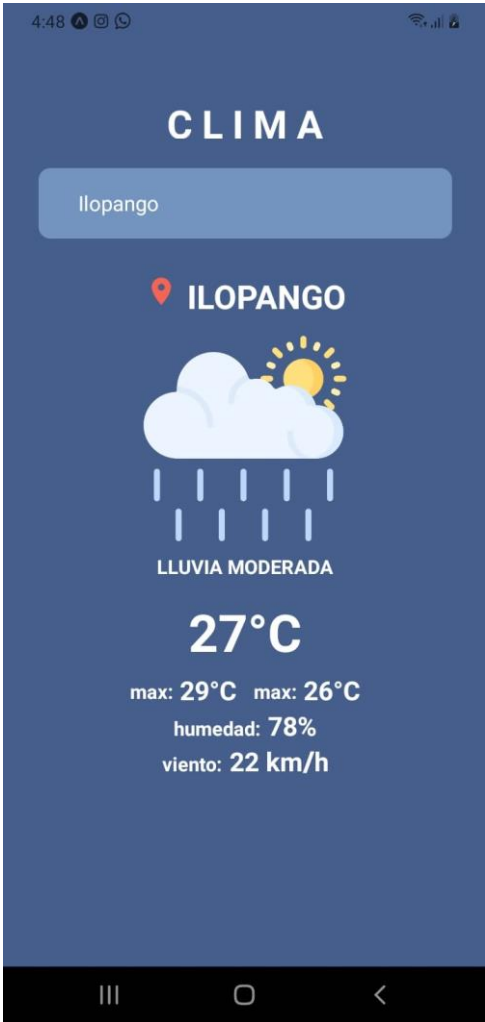 4:48
CLIMA
Ilopango
ILOPANGO
LLUVIA MODERADA
27°C
max: 29°C max: 26°C
humedad: 78%
viento: 22 km/h